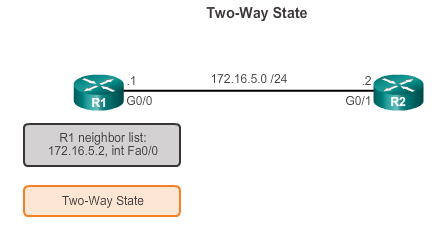 Two-Way State
.1
172.16.5.0 /24
.2
R1
G0/0
G0/1
R2
R1 neighbor list:
172.16.5.2, int Fa0/0
Two-Way State